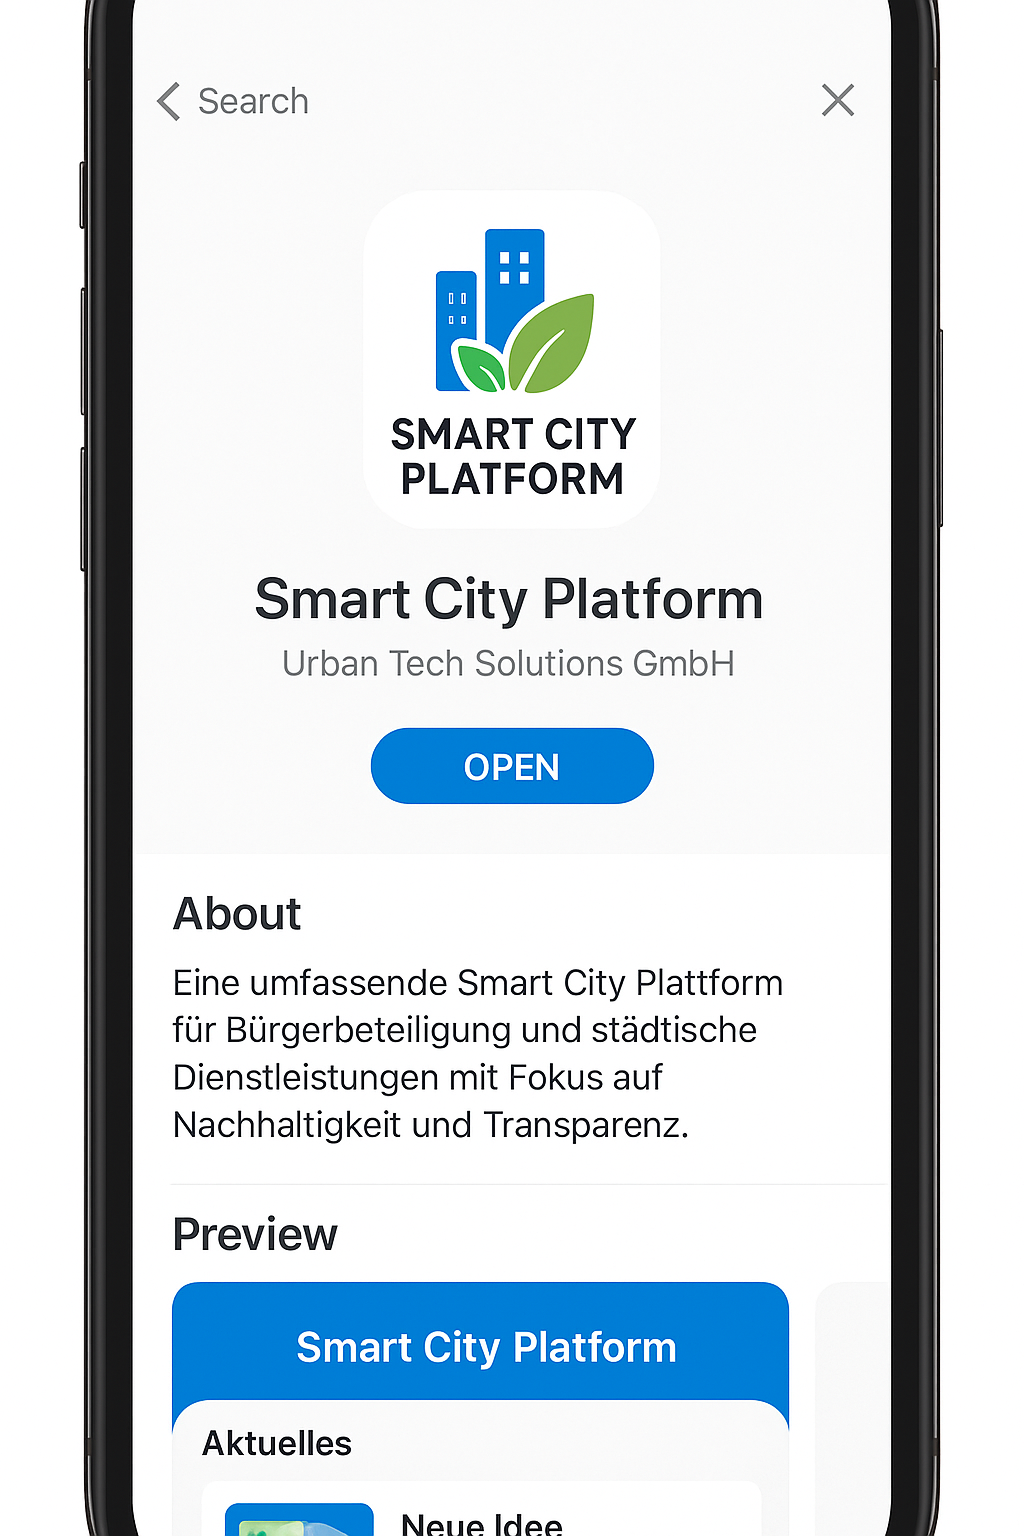 Search
SMART CITY
PLATFORM
Smart City Platform
Urban Tech Solutions GmbH
OPEN
About
Eine umfassende Smart City Plattform
für Bürgerbeteiligung und städtische
Dienstleistungen mit Fokus auf
Nachhaltigkeit und Transparenz.
Preview
Smart City Platform
Aktuelles
Neue Idee